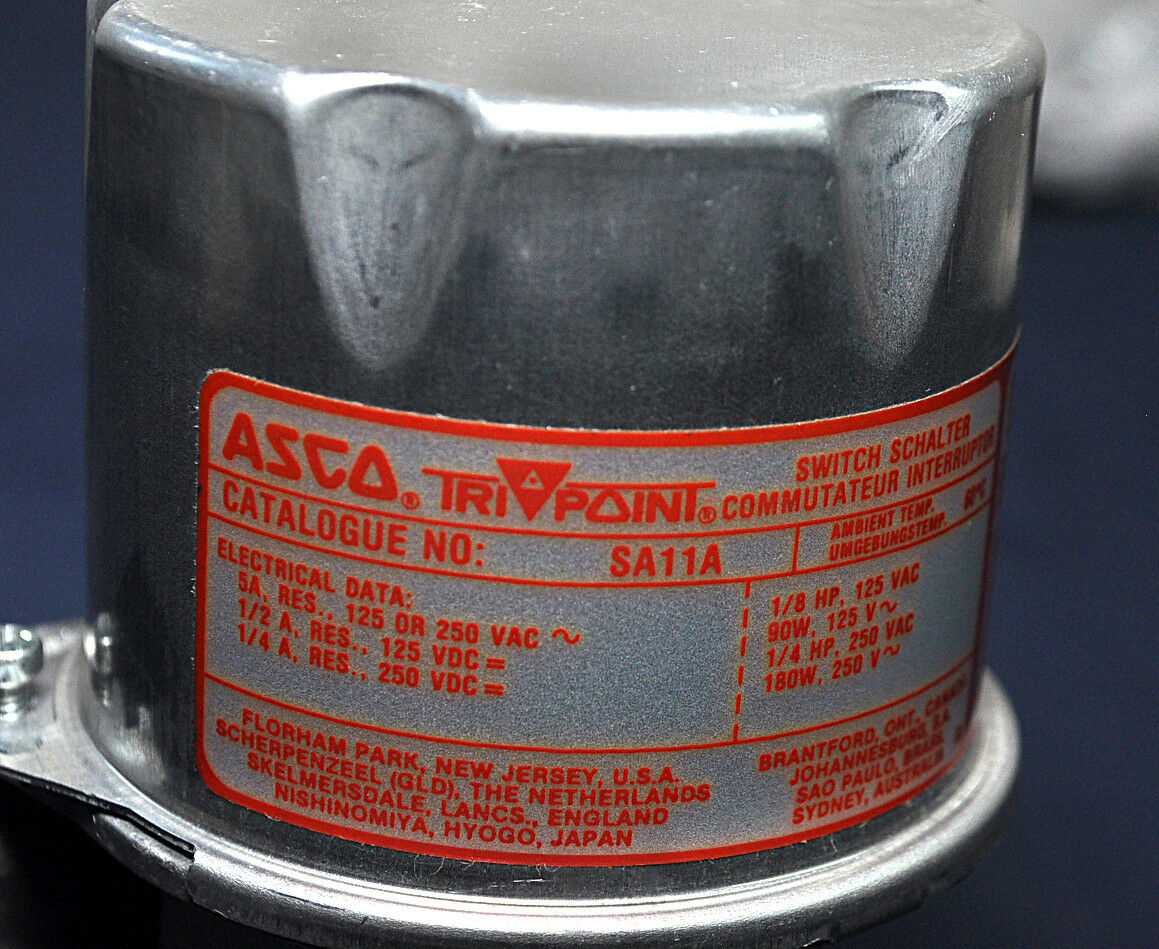 ASCO® TRI POINT®
SWITCH SCHALTER
COMMUTATEUR INTERRUPTOR
CATALOGUE NO: SA11A
AMBIENT TEMP.
UMGEBUNGSTEMP.
ELECTRICAL DATA:
5A, RES., 125 OR 250 VAC ~
1/2 A, RES., 125 VDC =
1/4 A, RES., 250 VDC =
1/8 HP, 125 VAC
90W, 125 V~
1/4 HP, 250 VAC
180W, 250 V~
FLORHAM PARK, NEW JERSEY, U.S.A.
SCHERPENZEEL (GLD), THE NETHERLANDS
SKELMERSDALE, LANCS., ENGLAND
NISHINOMIYA, HYOGO, JAPAN
BRANTFORD, ONT., CANADA
JOHANNESBURG, S.A.
SAO PAULO, BRASIL
SYDNEY, AUSTRALIA